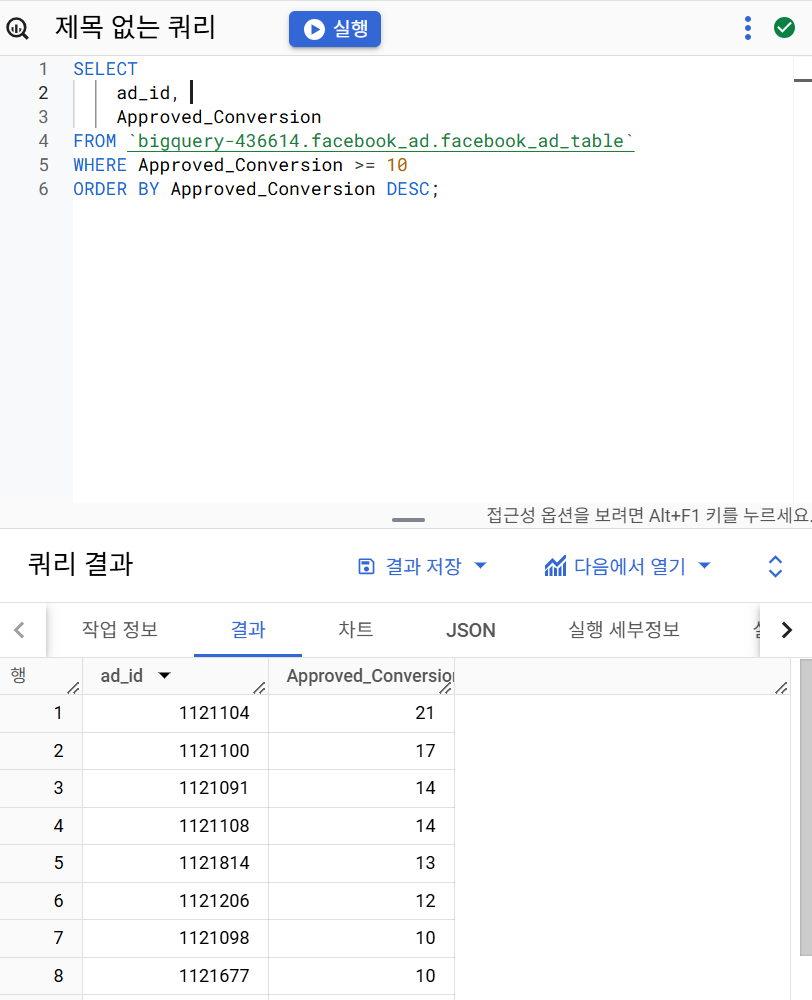 제목 없는 쿼리
실행
1 SELECT
2 ad_id,
3 Approved_Conversion
4 FROM `bigquery-436614.facebook_ad.facebook_ad_table`
5 WHERE Approved_Conversion >= 10
6 ORDER BY Approved_Conversion DESC;
접근성 옵션을 보려면 Alt+F1 키를 누르세요.
쿼리 결과 결과 저장 다음에서 열기
작업 정보 결과 차트 JSON 실행 세부정보
행 ad_id Approved_Conversio
1 1121104 21
2 1121100 17
3 1121091 14
4 1121108 14
5 1121814 13
6 1121206 12
7 1121098 10
8 1121677 10